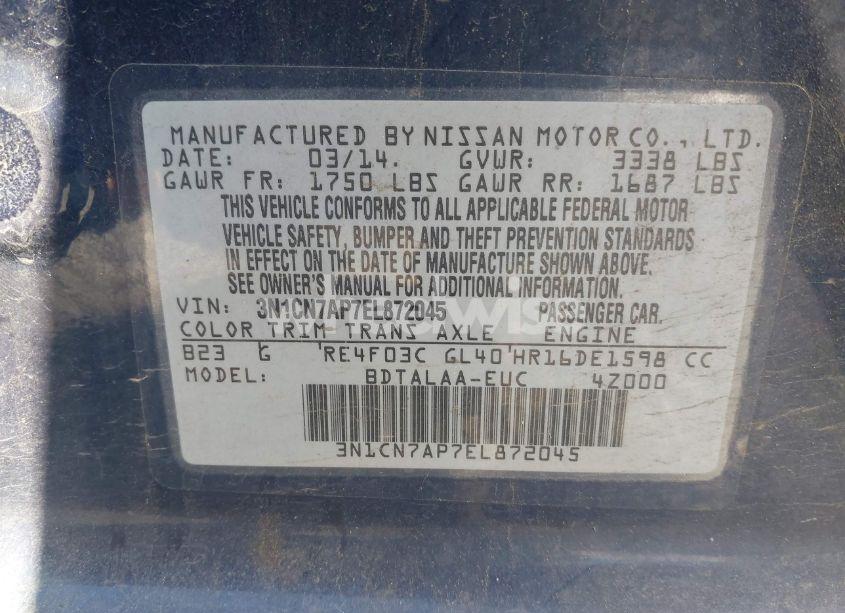 MANUFACTURED BY NISSAN MOTOR CO., LTD.
DATE: 03/14. GVWR: 3338 LBS
GAWR FR: 1750 LBS GAWR RR: 1687 LBS
THIS VEHICLE CONFORMS TO ALL APPLICABLE FEDERAL MOTOR
VEHICLE SAFETY, BUMPER AND THEFT PREVENTION STANDARDS
IN EFFECT ON THE DATE OF MANUFACTURE SHOWN ABOVE.
SEE OWNER'S MANUAL FOR ADDITIONAL INFORMATION.
VIN: 3N1CN7AP7EL872045 PASSENGER CAR.
COLOR TRIM TRANS AXLE ENGINE
B23 G RE4F03C GL40 HR16DE1598 CC
MODEL: BDTALAA-EUC 4Z000
3N1CN7AP7EL872045